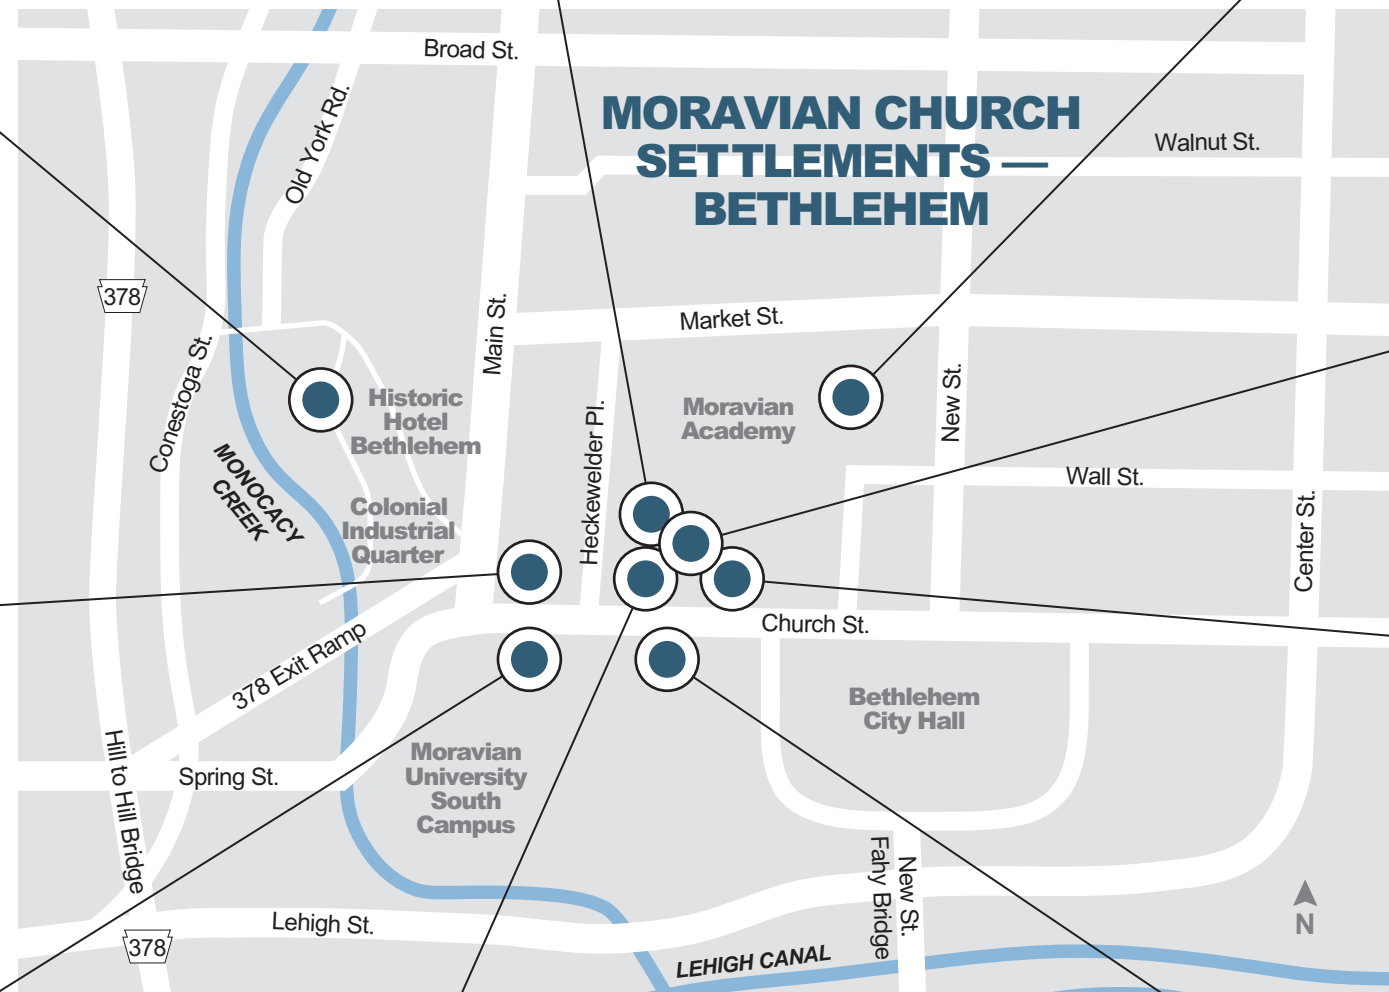 Broad St.
MORAVIAN CHURCH
SETTLEMENTS —
BETHLEHEM
Walnut St.
Old York Rd.
378
Main St.
Market St.
Conestoga St.
Historic
Hotel
Bethlehem
Moravian
Academy
New St.
MONOCACY
CREEK
Heckewelder Pl.
Wall St.
Colonial
Industrial
Quarter
Center St.
Church St.
378 Exit Ramp
Bethlehem
City Hall
Hill to Hill Bridge
Spring St.
Moravian
University
South
Campus
New St.
Fahy Bridge
Lehigh St.
378
LEHIGH CANAL
N